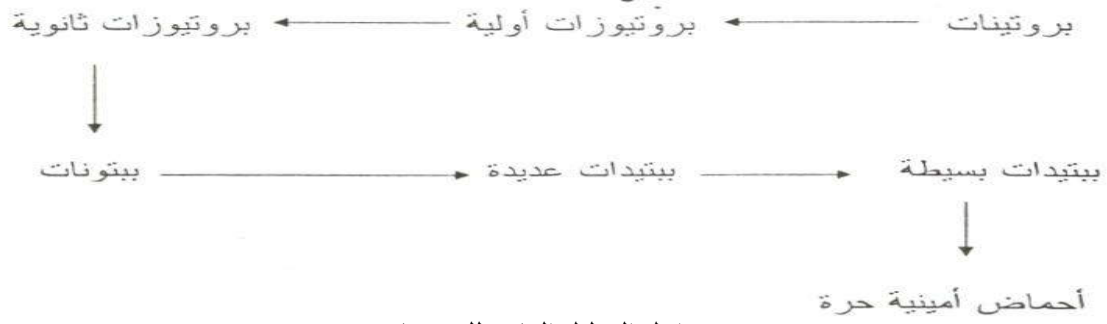 بروتينات بروتيوزات أولية بروتيوزات ثانوية
ببتونات ببتيدات عديدة ببتيدات بسيطة
أحماض أمينية حرة